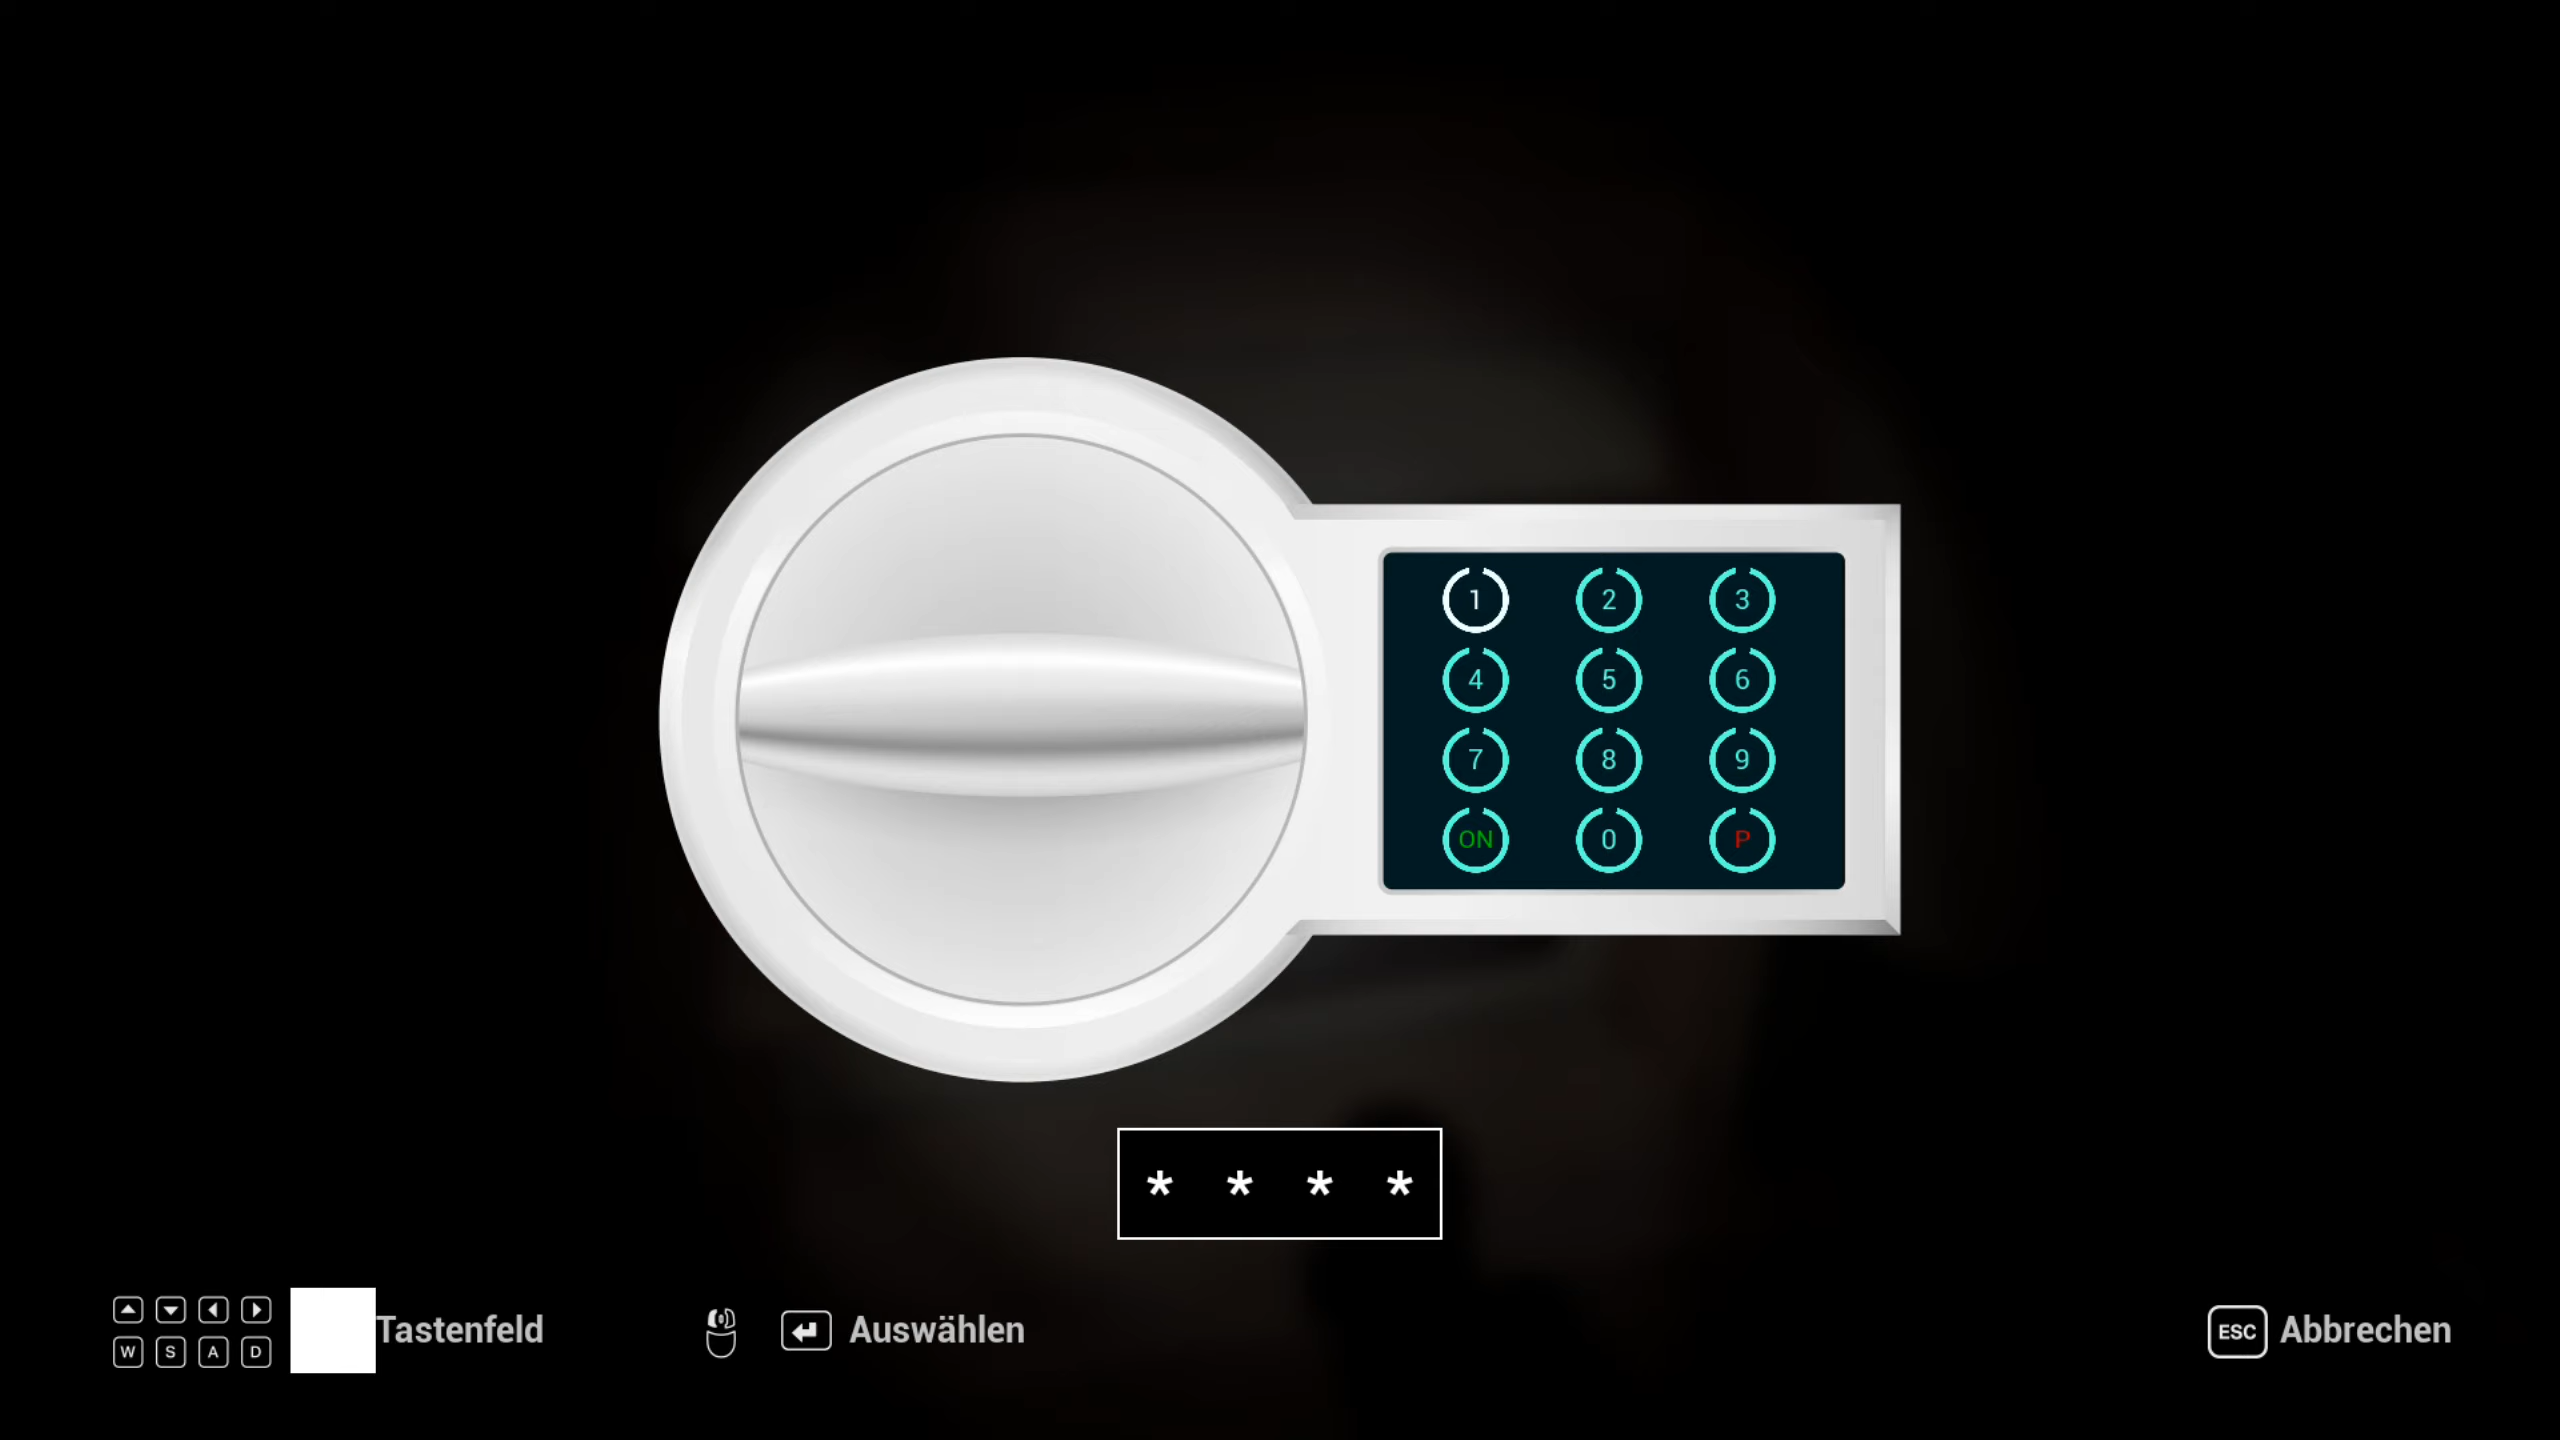 1 2 3
4 5 6
7 8 9
ON 0 P
* * * *
W S A D
Tastenfeld
Auswählen
ESC Abbrechen